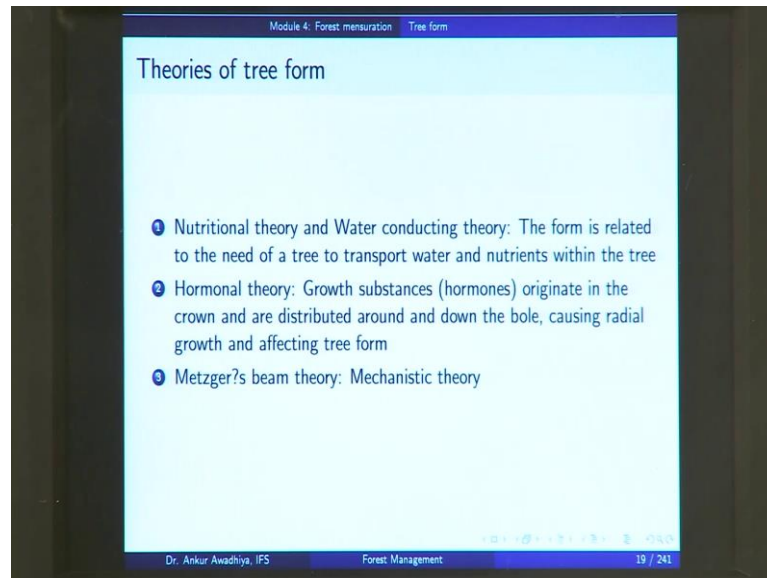 Module 4: Forest mensuration Tree form
Theories of tree form
1 Nutritional theory and Water conducting theory: The form is related
to the need of a tree to transport water and nutrients within the tree
2 Hormonal theory: Growth substances (hormones) originate in the
crown and are distributed around and down the bole, causing radial
growth and affecting tree form
3 Metzger?s beam theory: Mechanistic theory
Dr. Ankur Awadhiya, IFS Forest Management 19 / 241